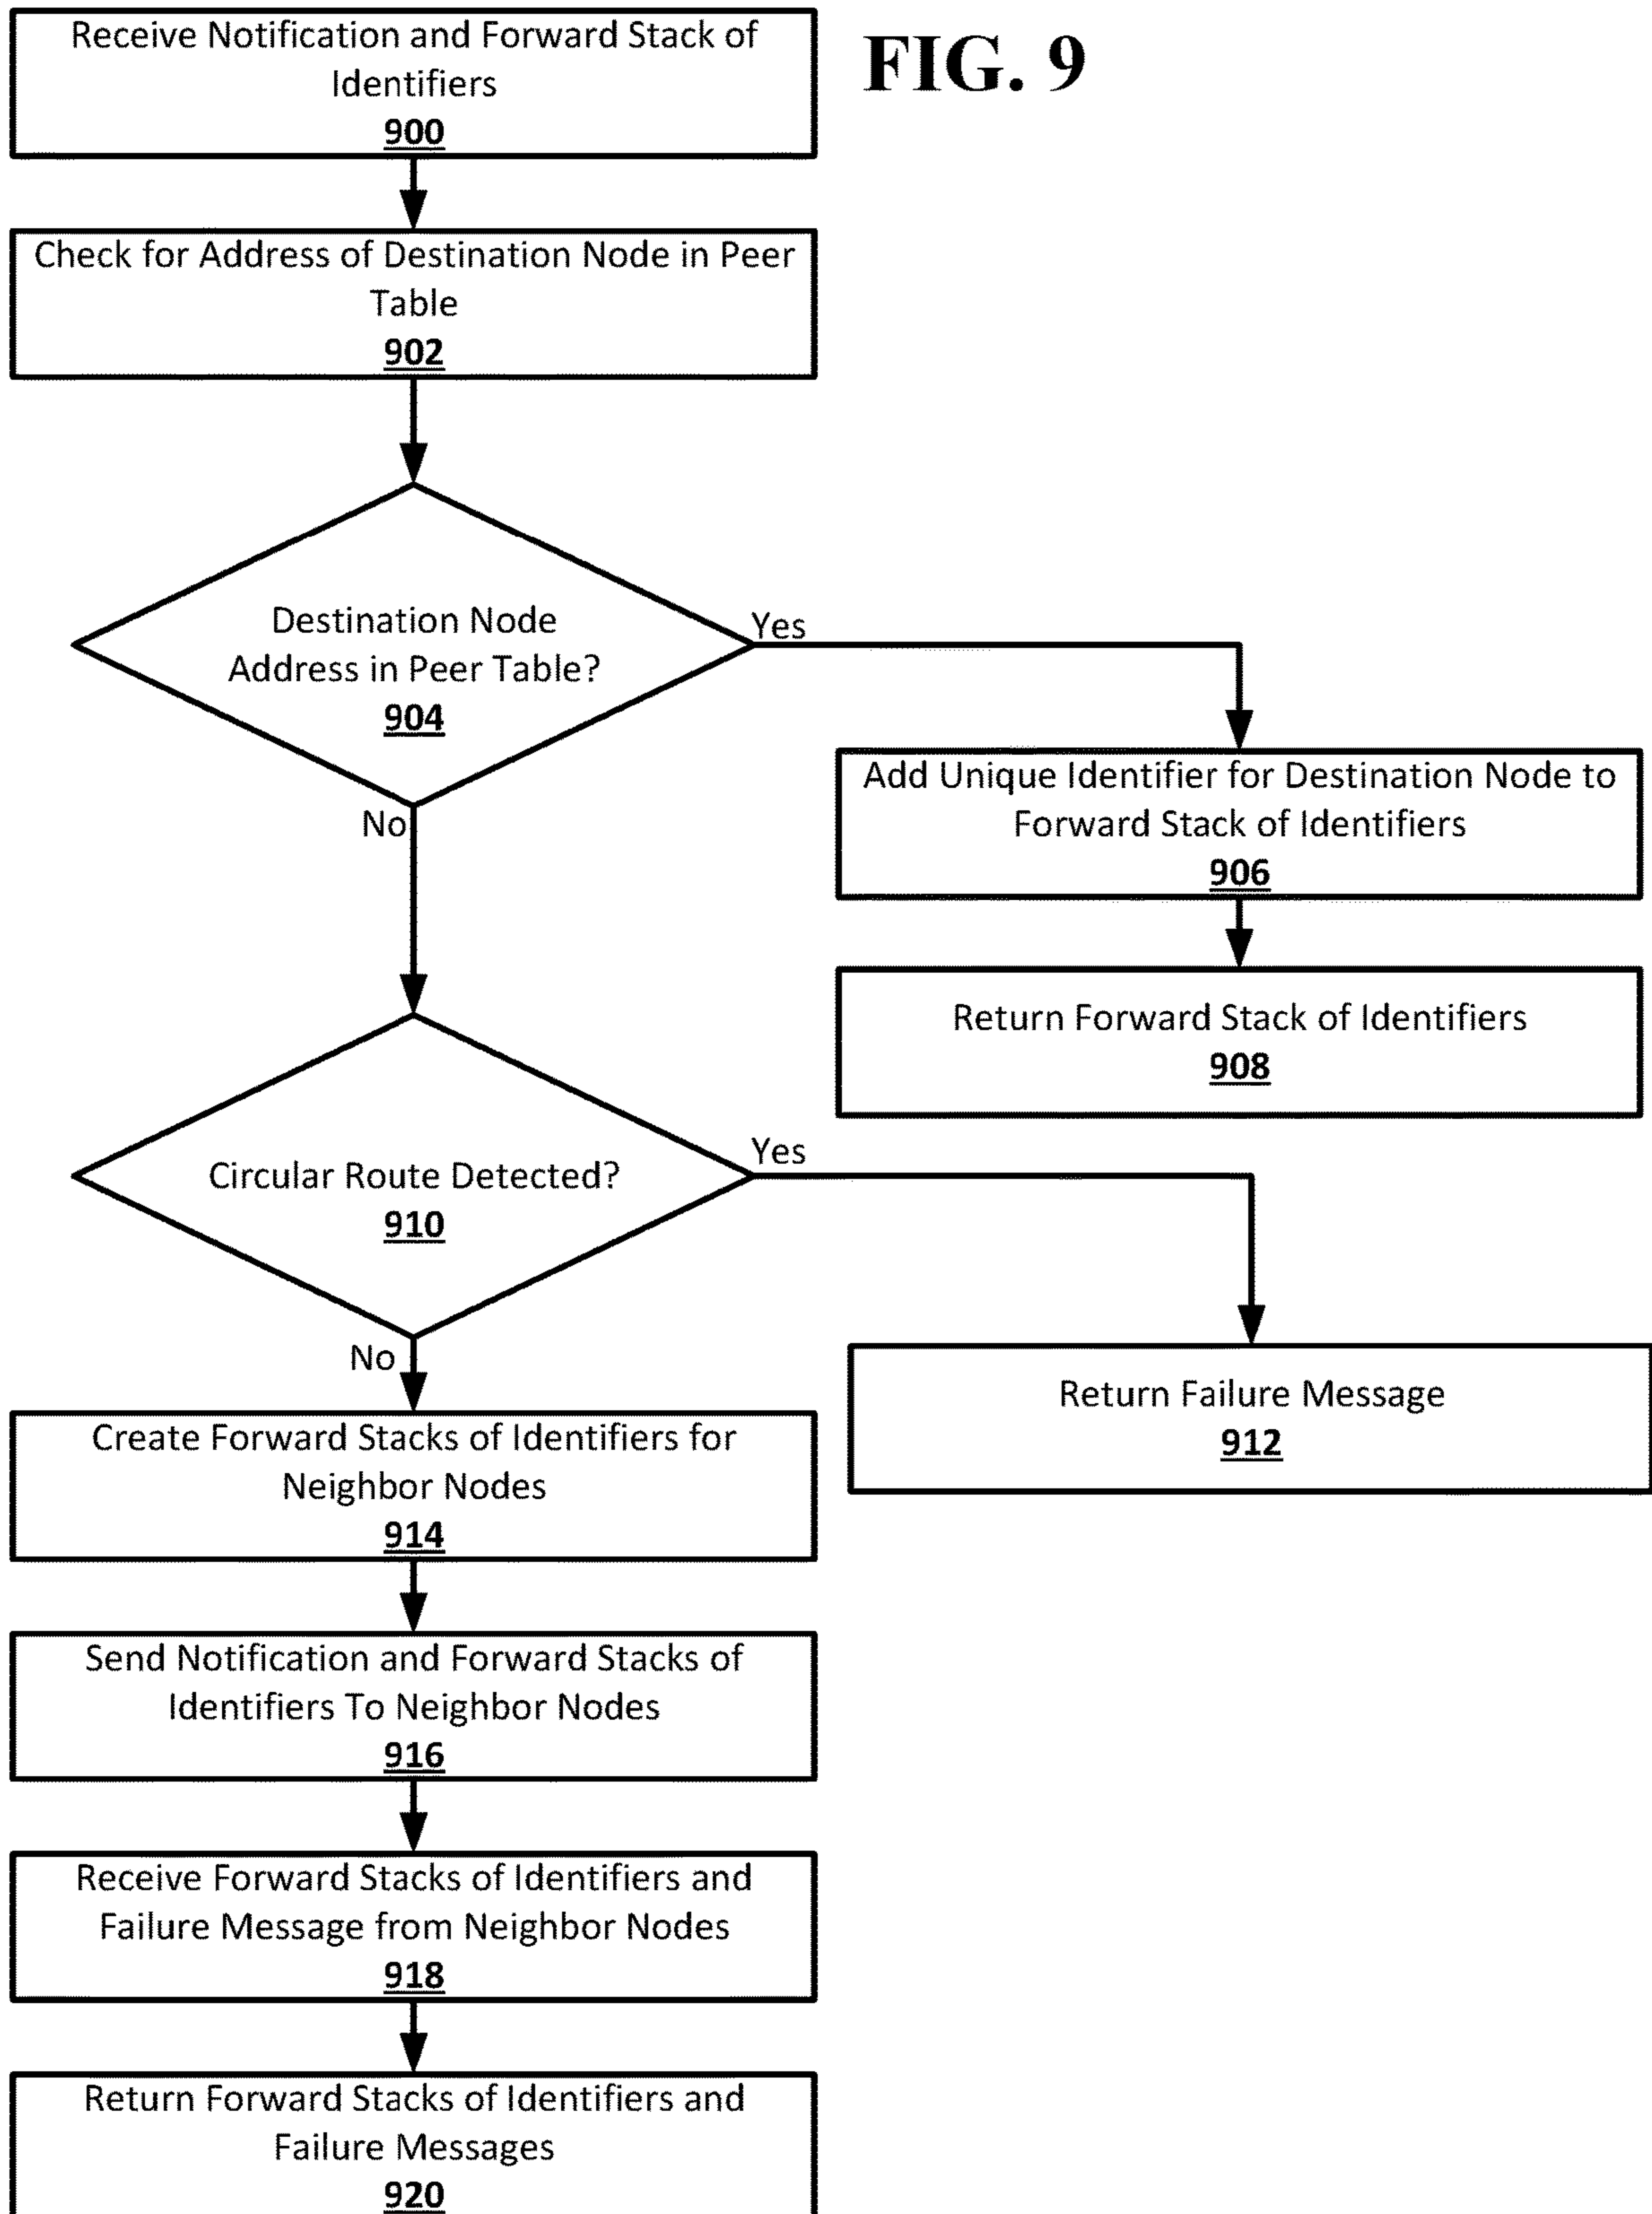 Receive Notification and Forward Stack of
Identifiers
900
FIG. 9
Check for Address of Destination Node in Peer
Table
902
Destination Node
Address in Peer Table?
904
Yes
No
Add Unique Identifier for Destination Node to
Forward Stack of Identifiers
906
Return Forward Stack of Identifiers
908
Circular Route Detected?
910
Yes
No
Return Failure Message
912
Create Forward Stacks of Identifiers for
Neighbor Nodes
914
Send Notification and Forward Stacks of
Identifiers To Neighbor Nodes
916
Receive Forward Stacks of Identifiers and
Failure Message from Neighbor Nodes
918
Return Forward Stacks of Identifiers and
Failure Messages
920